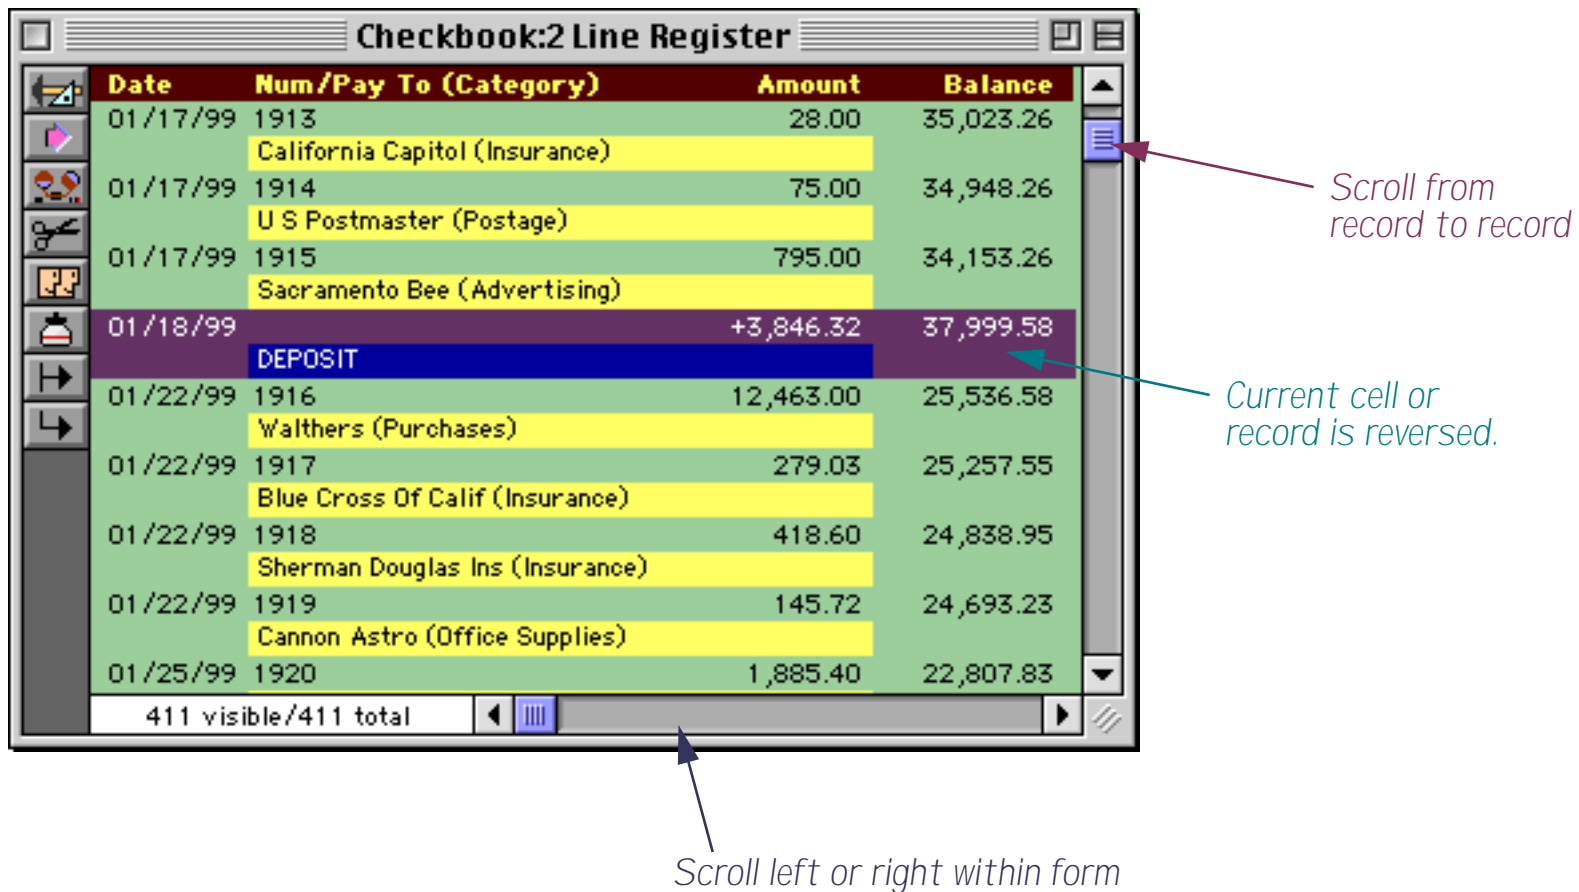 Checkbook:2 Line Register
Date Num/Pay To (Category) Amount Balance
01/17/99 1913 28.00 35,023.26
California Capitol (Insurance)
01/17/99 1914 75.00 34,948.26
U S Postmaster (Postage)
01/17/99 1915 795.00 34,153.26
Sacramento Bee (Advertising)
01/18/99 +3,846.32 37,999.58
DEPOSIT
01/22/99 1916 12,463.00 25,536.58
Walthers (Purchases)
01/22/99 1917 279.03 25,257.55
Blue Cross Of Calif (Insurance)
01/22/99 1918 418.60 24,838.95
Sherman Douglas Ins (Insurance)
01/22/99 1919 145.72 24,693.23
Cannon Astro (Office Supplies)
01/25/99 1920 1,885.40 22,807.83
411 visible/411 total
Scroll from
record to record
Current cell or
record is reversed.
Scroll left or right within form